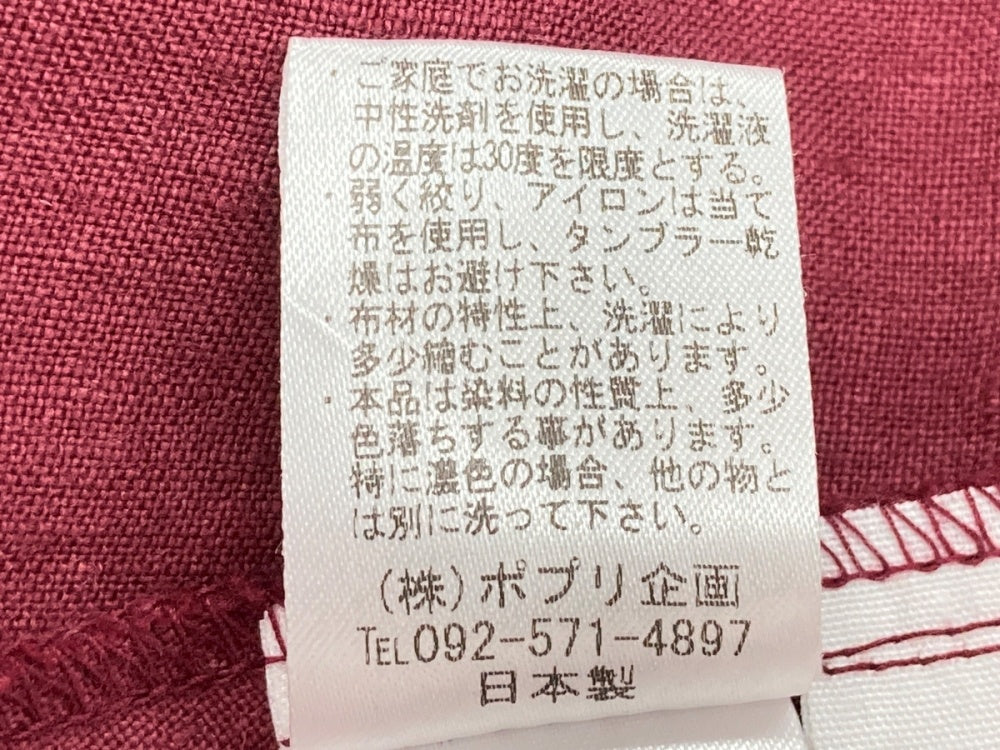 ・ご家庭でお洗濯の場合は、
中性洗剤を使用し、洗濯液
の温度は30度を限度とする。
・弱く絞り、アイロンは当て
布を使用し、タンブラー乾
燥はお避け下さい。
・布材の特性上、洗濯により
多少縮むことがあります。
・本品は染料の性質上、多少
色落ちする事があります。
特に濃色の場合、他の物と
は別に洗って下さい。
(株)ポプリ企画
TEL092-571-4897
日本製